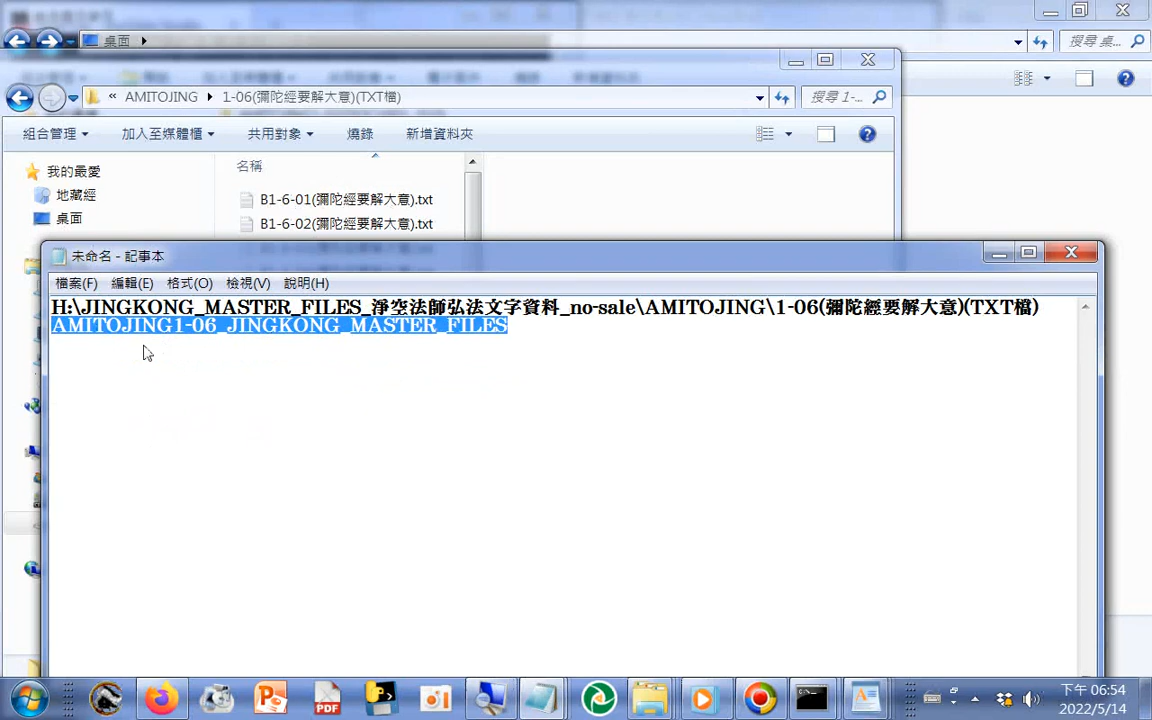 桌面
搜尋 桌...
AMITOJING
1-06(彌陀經要解大意)(TXT檔)
搜尋 1-...
組合管理
加入至媒體櫃
共用對象
燒錄
新增資料夾
我的最愛
地藏經
桌面
名稱
B1-6-01(彌陀經要解大意).txt
B1-6-02(彌陀經要解大意).txt
未命名 - 記事本
檔案(F) 編輯(E) 格式(O) 檢視(V) 說明(H)
H:\JINGKONG_MASTER_FILES_淨空法師弘法文字資料_no-sale\AMITOJING\1-06(彌陀經要解大意)(TXT檔)
AMITOJING1-06_JINGKONG_MASTER_FILES
PDF
下午 06:54
2022/5/14